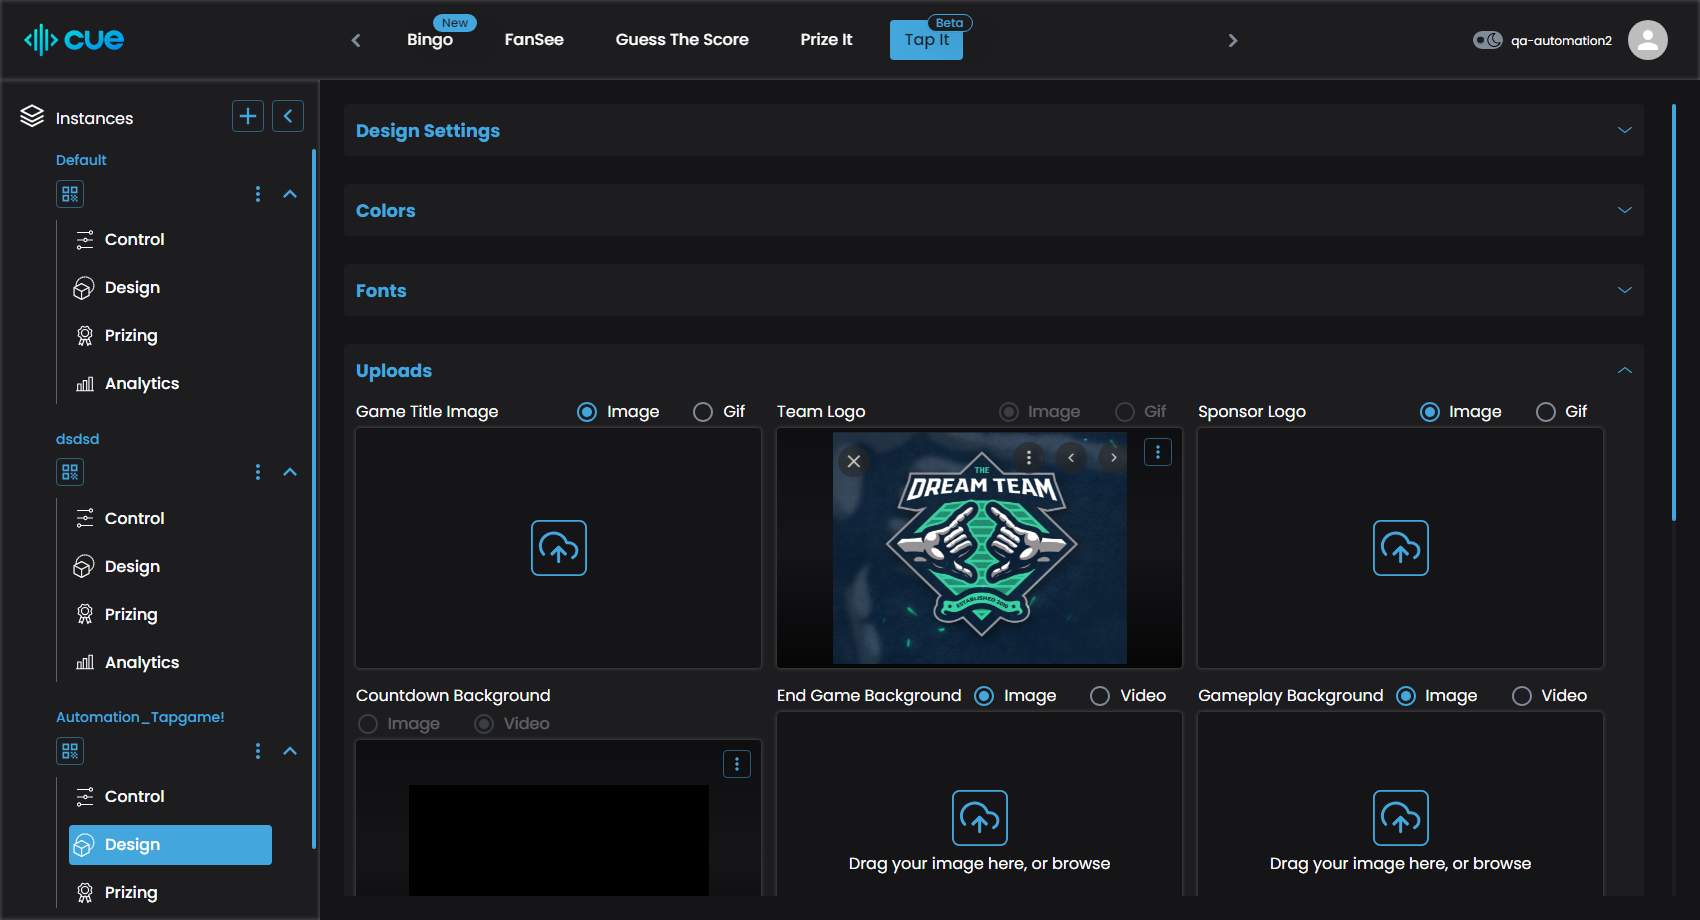 cue
Bingo
New
FanSee
Guess The Score
Prize It
Tap It
Beta
qa-automation2
Instances
Default
Control
Design
Prizing
Analytics
dsdsd
Control
Design
Prizing
Analytics
Automation_Tapgame!
Control
Design
Prizing
Design Settings
Colors
Fonts
Uploads
Game Title Image
Image
Gif
Team Logo
Image
Gif
Sponsor Logo
Image
Gif
THE
DREAM TEAM
ESTABLISHED 2019
Countdown Background
Image
Video
End Game Background
Image
Video
Gameplay Background
Image
Video
Drag your image here, or browse
Drag your image here, or browse